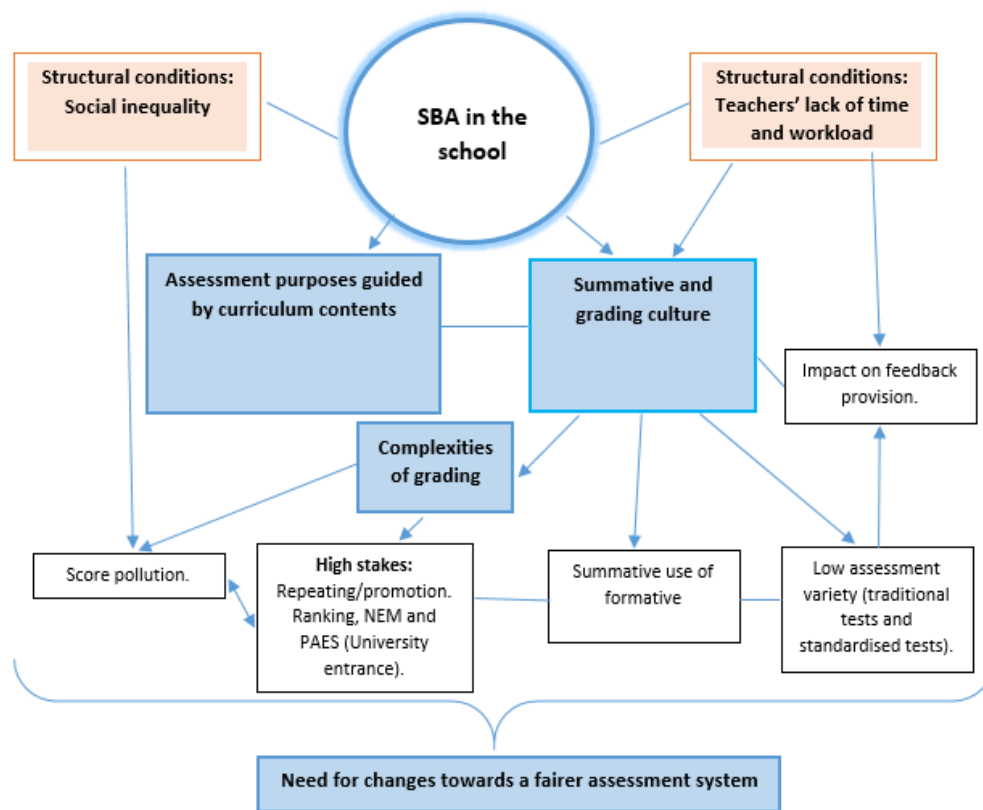 Structural conditions:
Social inequality
SBA in the
school
Structural conditions:
Teachers' lack of time
and workload
Assessment purposes guided
by curriculum contents
Summative and
grading culture
Impact on feedback
provision.
Complexities
of grading
Score pollution.
High stakes:
Repeating/promotion.
Ranking, NEM and
PAES (University
entrance).
Summative use of
formative
Low assessment
variety (traditional
tests and
standardised tests).
Need for changes towards a fairer assessment system